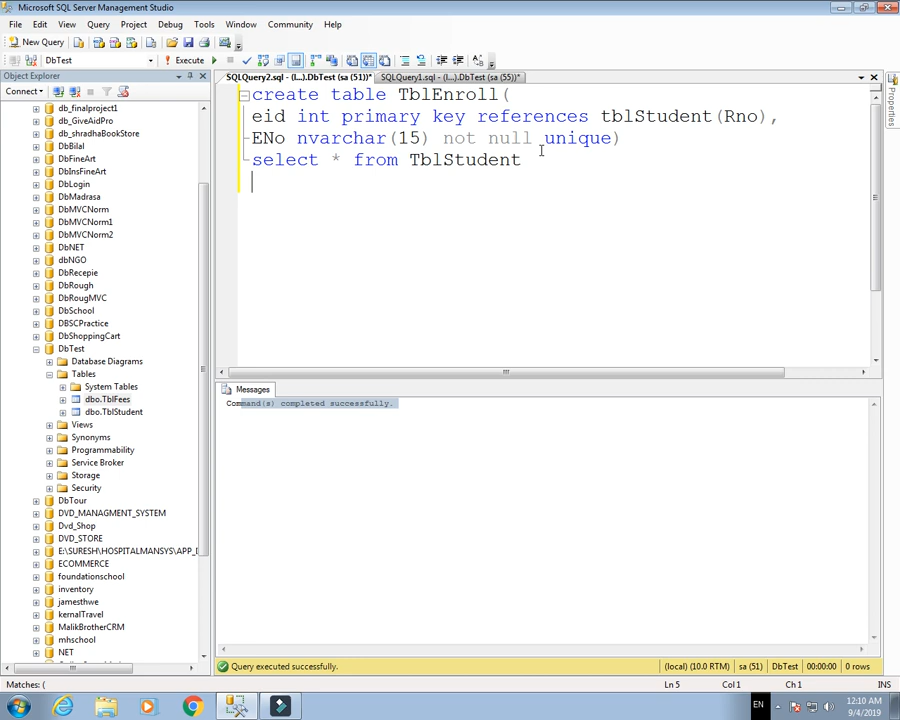 Microsoft SQL Server Management Studio
File Edit View Query Project Debug Tools Window Community Help
New Query
DbTest Execute
Object Explorer
Connect
db_finalproject1
db_GiveAidPro
db_shradhaBookStore
DbBilal
DbFineArt
DbInsFineArt
DbLogin
DbMadrasa
DbMVCNorm
DbMVCNorm1
DbMVCNorm2
DbNET
dbNGO
DbRecepie
DbRough
DbRougMVC
DbSchool
DBSCPractice
DbShoppingCart
DbTest
Database Diagrams
Tables
System Tables
dbo.TblFees
dbo.TblStudent
Views
Synonyms
Programmability
Service Broker
Storage
Security
DbTour
DVD_MANAGMENT_SYSTEM
Dvd_Shop
DVD_STORE
E:\SURESH\HOSPITALMANSYS\APP_D
ECOMMERCE
foundationschool
inventory
jamesthwe
kernalTravel
MalikBrotherCRM
mhschool
NET
SQLQuery2.sql - (l...).DbTest (sa (51))* SQLQuery1.sql - (l...).DbTest (sa (55))*
create table TblEnroll(
eid int primary key references tblStudent(Rno),
ENo nvarchar(15) not null unique)
select * from TblStudent
Properties
Messages
Command(s) completed successfully.
Query executed successfully. (local) (10.0 RTM) sa (51) DbTest 00:00:00 0 rows
Matches: ( Ln 5 Col 1 Ch 1 INS
EN 12:10 AM
9/4/2019